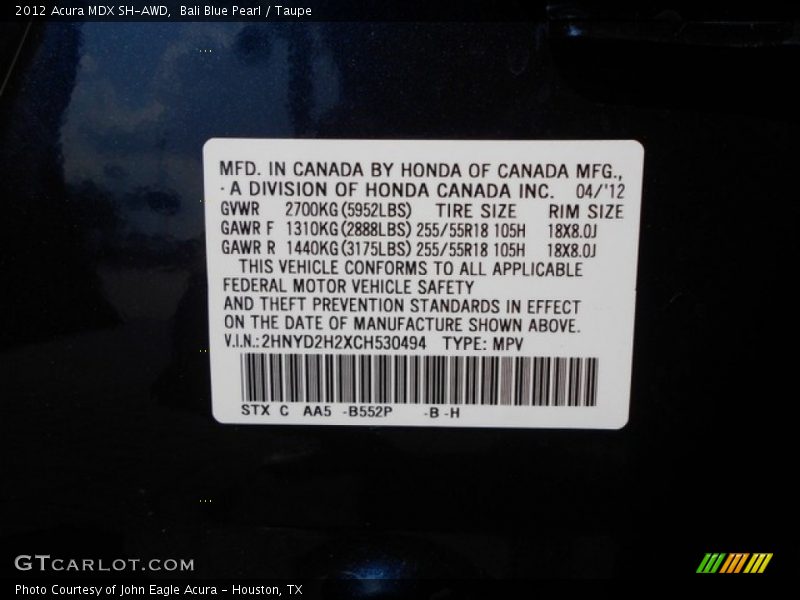 2012 Acura MDX SH-AWD, Bali Blue Pearl / Taupe
MFD. IN CANADA BY HONDA OF CANADA MFG.,
· A DIVISION OF HONDA CANADA INC. 04/'12
GVWR 2700KG(5952LBS) TIRE SIZE RIM SIZE
GAWR F 1310KG(2888LBS) 255/55R18 105H 18X8.0J
GAWR R 1440KG(3175LBS) 255/55R18 105H 18X8.0J
THIS VEHICLE CONFORMS TO ALL APPLICABLE
FEDERAL MOTOR VEHICLE SAFETY
AND THEFT PREVENTION STANDARDS IN EFFECT
ON THE DATE OF MANUFACTURE SHOWN ABOVE.
V.I.N.:2HNYD2H2XCH530494 TYPE: MPV
STX C AA5 -B552P -B -H
GTCARLOT.COM
Photo Courtesy of John Eagle Acura - Houston, TX